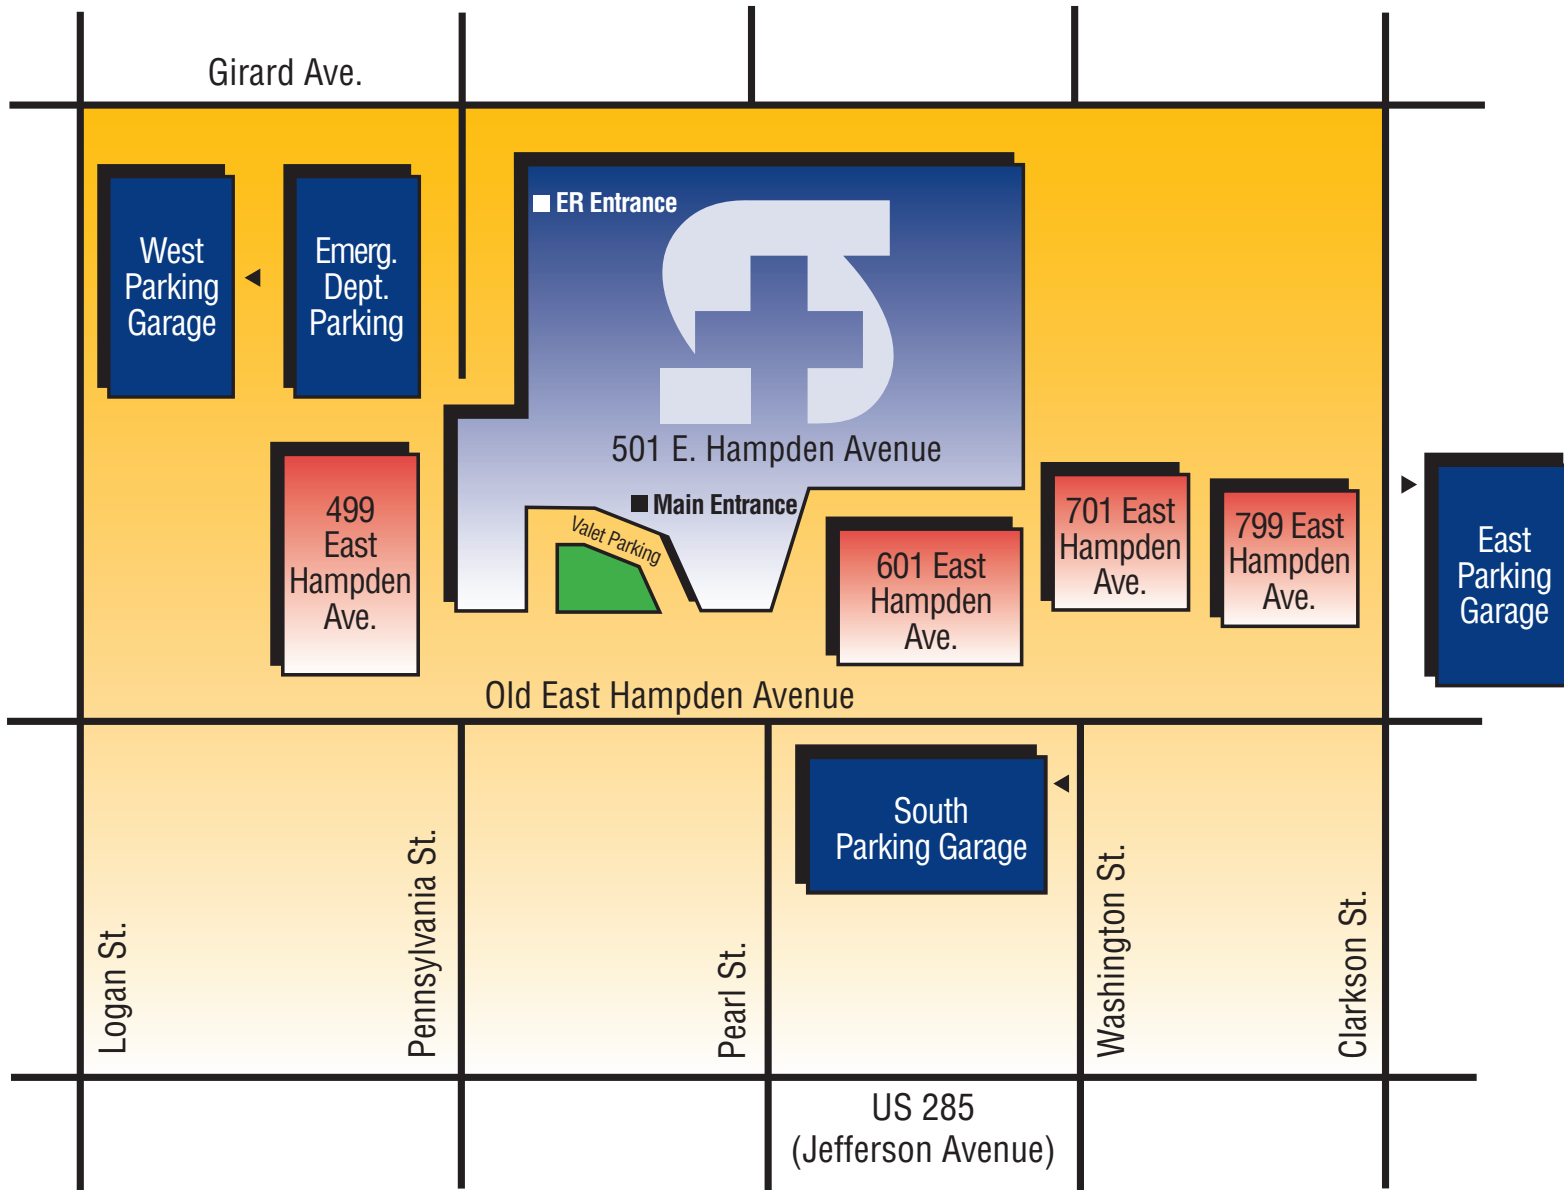 Girard Ave.
ER Entrance
West
Parking
Garage
Emerg.
Dept.
Parking
501 E. Hampden Avenue
Main Entrance
Valet Parking
499
East
Hampden
Ave.
601 East
Hampden
Ave.
701 East
Hampden
Ave.
799 East
Hampden
Ave.
East
Parking
Garage
Old East Hampden Avenue
South
Parking Garage
Logan St.
Pennsylvania St.
Pearl St.
Washington St.
Clarkson St.
US 285
(Jefferson Avenue)